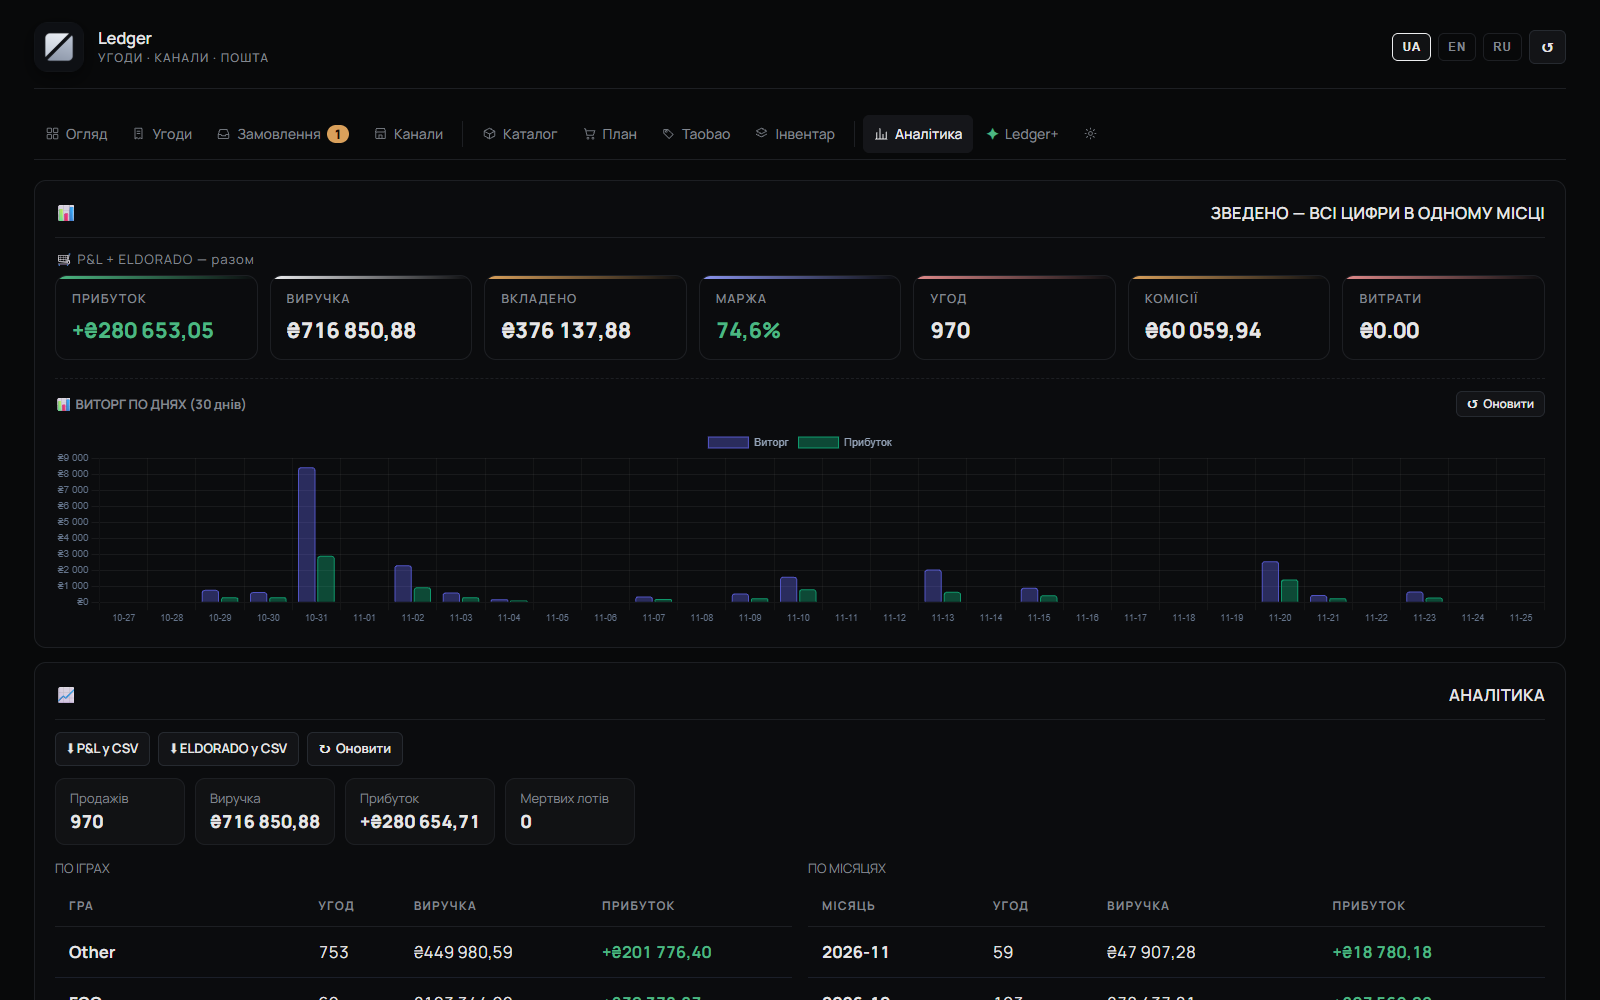 Ledger
УГОДИ · КАНАЛИ · ПОШТА
UA EN RU
Огляд Угоди Замовлення 1 Канали Каталог План Taobao Інвентар Аналітика Ledger+
ЗВЕДЕНО — ВСІ ЦИФРИ В ОДНОМУ МІСЦІ
P&L + ELDORADO — разом
ПРИБУТОК ВИРУЧКА ВКЛАДЕНО МАРЖА УГОД КОМІСІЇ ВИТРАТИ
+₴280 653,05 ₴716 850,88 ₴376 137,88 74,6% 970 ₴60 059,94 ₴0.00
ВИТОРГ ПО ДНЯХ (30 днів) Оновити
Виторг Прибуток
₴9 000
₴8 000
₴7 000
₴6 000
₴5 000
₴4 000
₴3 000
₴2 000
₴1 000
₴0
10-27 10-28 10-29 10-30 10-31 11-01 11-02 11-03 11-04 11-05 11-06 11-07 11-08 11-09 11-10 11-11 11-12 11-13 11-14 11-15 11-16 11-17 11-18 11-19 11-20 11-21 11-22 11-23 11-24 11-25
АНАЛІТИКА
⬇ P&L у CSV ⬇ ELDORADO у CSV ↻ Оновити
Продажів Виручка Прибуток Мертвих лотів
970 ₴716 850,88 +₴280 654,71 0
ПО ІГРАХ ПО МІСЯЦЯХ
ГРА УГОД ВИРУЧКА ПРИБУТОК МІСЯЦЬ УГОД ВИРУЧКА ПРИБУТОК
Other 753 ₴449 980,59 +₴201 776,40 2026-11 59 ₴47 907,28 +₴18 780,18